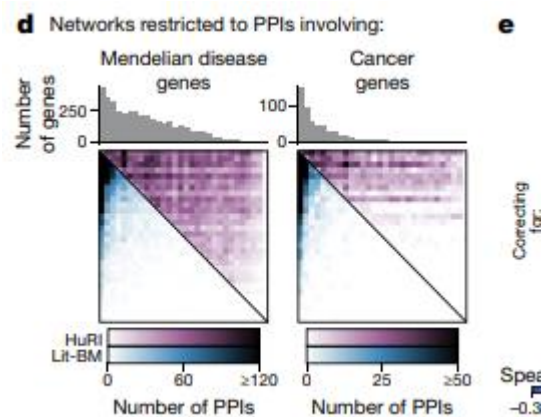 d Networks restricted to PPIs involving: e
Mendelian disease genes
Cancer genes
Number of genes
250
0
100
0
Correcting for:
HuRI
Lit-BM
0 60 ≥120
0 25 ≥50
Number of PPIs
Number of PPIs
Spea
–0.3